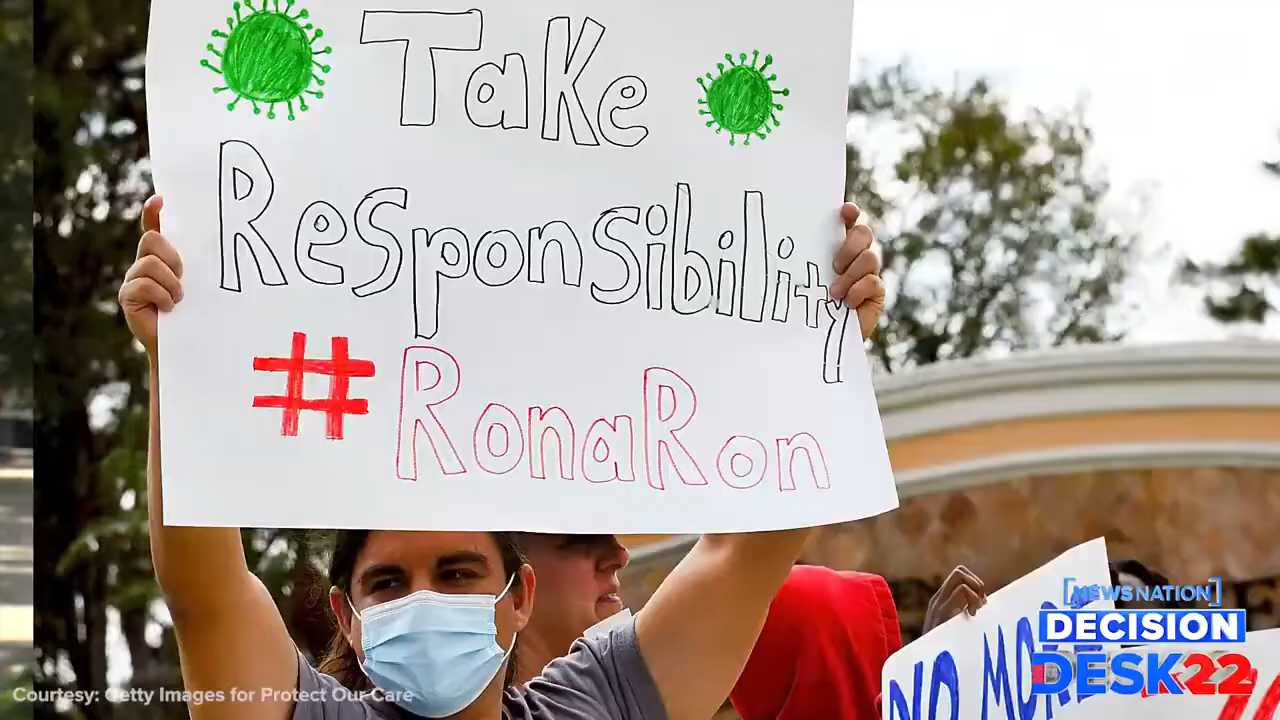 Take
Responsibility
#RonaRon
NO MORE
[NEWSNATION]
DECISION
DESK22
Courtesy: Getty Images for Protect Our Care